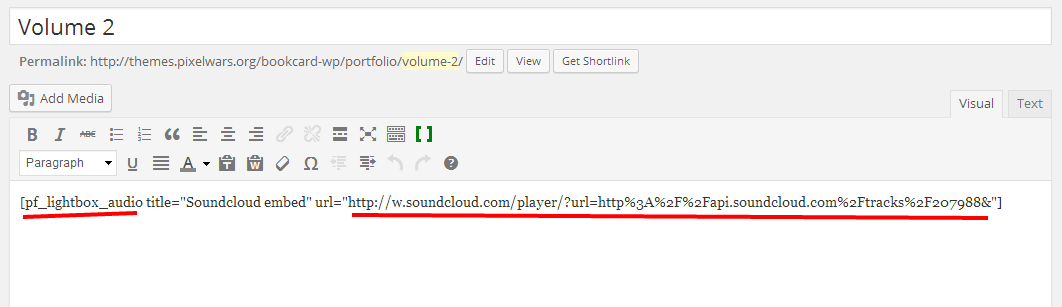 Volume 2
Permalink: http://themes.pixelwars.org/bookcard-wp/portfolio/volume-2/ Edit View Get Shortlink
Add Media
Visual Text
B I ABC
Paragraph U A T W Ω ?
[pf_lightbox_audio title="Soundcloud embed" url="http://w.soundcloud.com/player/?url=http%3A%2F%2Fapi.soundcloud.com%2Ftracks%2F207988&"]